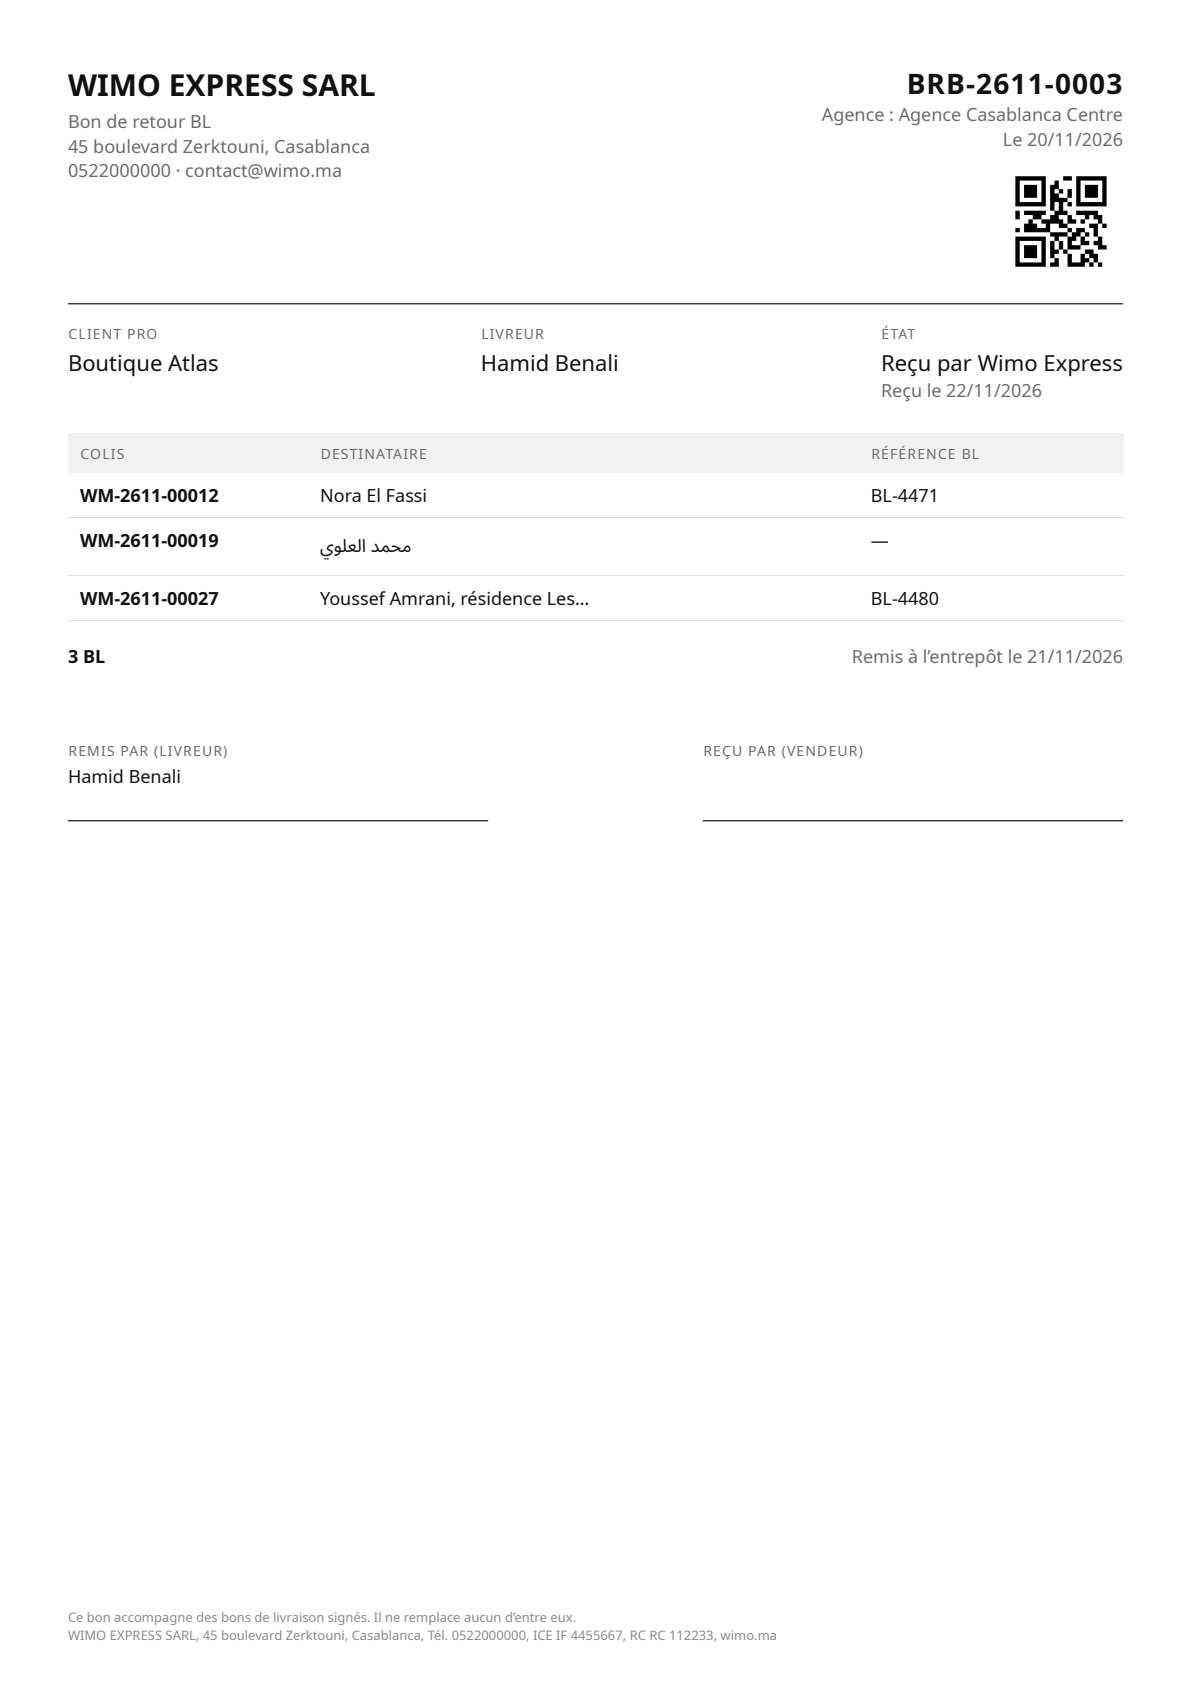 WIMO EXPRESS SARL
Bon de retour BL
45 boulevard Zerktouni, Casablanca
0522000000 · contact@wimo.ma
BRB-2611-0003
Agence : Agence Casablanca Centre
Le 20/11/2026
CLIENT PRO
Boutique Atlas
LIVREUR
Hamid Benali
ÉTAT
Reçu par Wimo Express
Reçu le 22/11/2026
COLIS DESTINATAIRE RÉFÉRENCE BL
WM-2611-00012 Nora El Fassi BL-4471
WM-2611-00019 محمد العلوي —
WM-2611-00027 Youssef Amrani, résidence Les... BL-4480
3 BL Remis à l’entrepôt le 21/11/2026
REMIS PAR (LIVREUR)
Hamid Benali
REÇU PAR (VENDEUR)
Ce bon accompagne des bons de livraison signés. Il ne remplace aucun d’entre eux.
WIMO EXPRESS SARL, 45 boulevard Zerktouni, Casablanca, Tél. 0522000000, ICE IF 4455667, RC RC 112233, wimo.ma